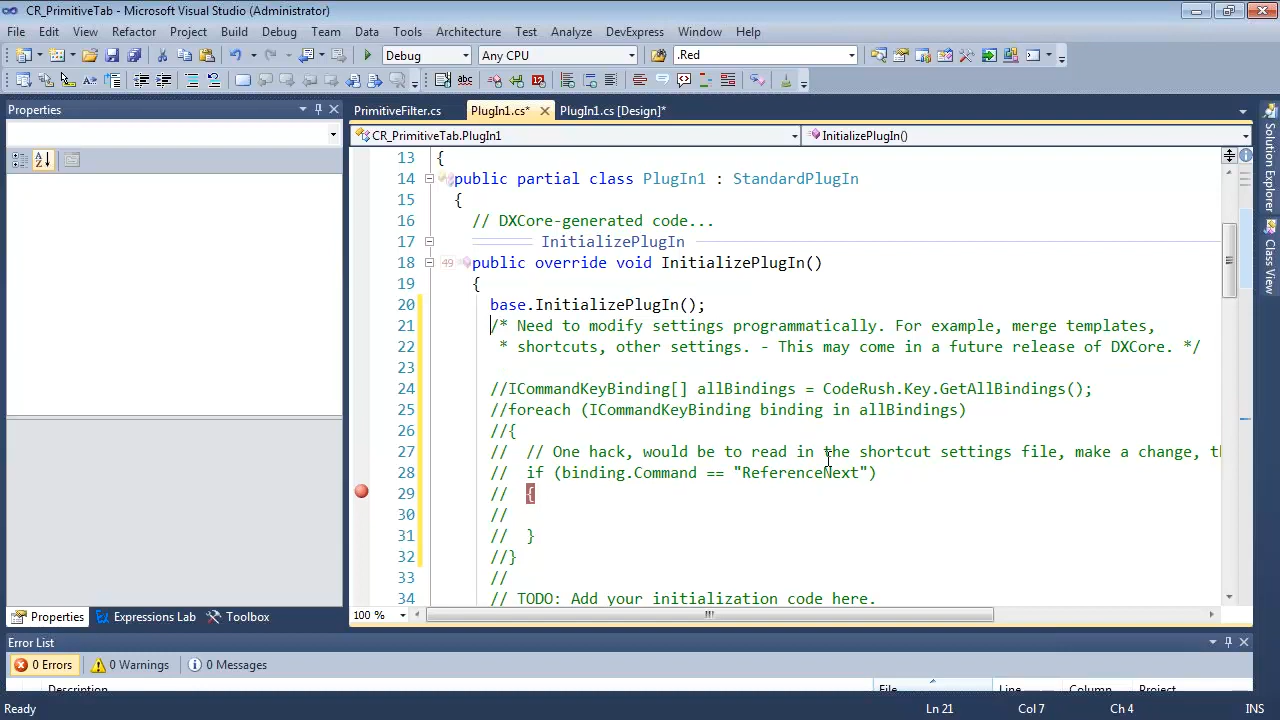 CR_PrimitiveTab - Microsoft Visual Studio (Administrator)
File Edit View Refactor Project Build Debug Team Data Tools Architecture Test Analyze DevExpress Window Help
Debug Any CPU .Red
Properties
PrimitiveFilter.cs PlugIn1.cs* PlugIn1.cs [Design]*
CR_PrimitiveTab.PlugIn1 InitializePlugIn()
13 {
14 public partial class PlugIn1 : StandardPlugIn
15 {
16 // DXCore-generated code...
17 InitializePlugIn
18 49 public override void InitializePlugIn()
19 {
20 base.InitializePlugIn();
21 /* Need to modify settings programmatically. For example, merge templates,
22 * shortcuts, other settings. - This may come in a future release of DXCore. */
23
24 //ICommandKeyBinding[] allBindings = CodeRush.Key.GetAllBindings();
25 //foreach (ICommandKeyBinding binding in allBindings)
26 //{
27 // // One hack, would be to read in the shortcut settings file, make a change, th
28 // if (binding.Command == "ReferenceNext")
29 // {
30 //
31 // }
32 //}
33 //
34 // TODO: Add your initialization code here.
100 %
Solution Explorer
Class View
Properties Expressions Lab Toolbox
Error List
0 Errors 0 Warnings 0 Messages
Description File Line Column Project
Ready Ln 21 Col 7 Ch 4 INS